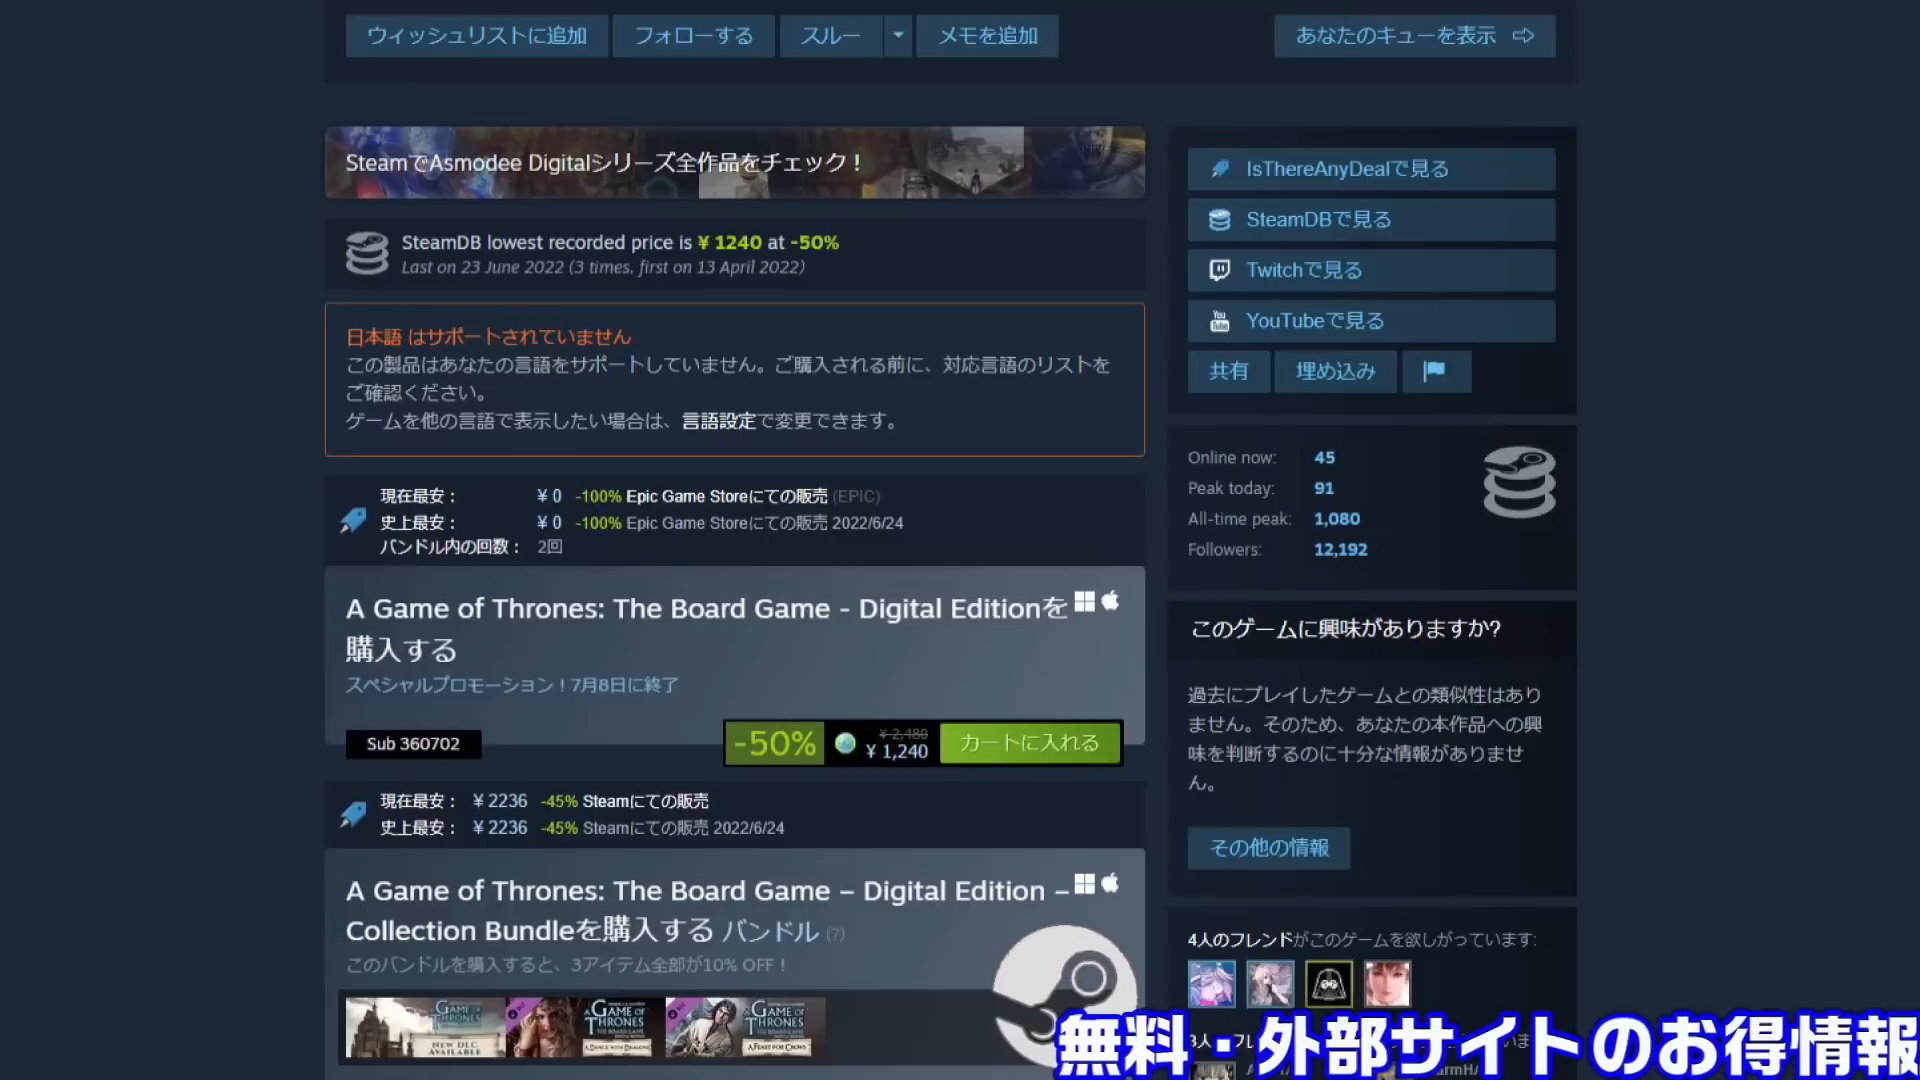 ウィッシュリストに追加
フォローする
スルー
メモを追加
あなたのキューを表示
SteamでAsmodee Digitalシリーズ全作品をチェック！
SteamDB lowest recorded price is ¥ 1240 at -50%
Last on 23 June 2022 (3 times, first on 13 April 2022)
日本語 はサポートされていません
この製品はあなたの言語をサポートしていません。ご購入される前に、対応言語のリストを
ご確認ください。
ゲームを他の言語で表示したい場合は、言語設定で変更できます。
現在最安： ¥ 0 -100% Epic Game Storeにての販売 (EPIC)
史上最安： ¥ 0 -100% Epic Game Storeにての販売 2022/6/24
バンドル内の回数： 2回
A Game of Thrones: The Board Game - Digital Editionを
購入する
スペシャルプロモーション！7月8日に終了
Sub 360702
-50%
¥ 2,480
¥ 1,240
カートに入れる
現在最安： ¥ 2236 -45% Steamにての販売
史上最安： ¥ 2236 -45% Steamにての販売 2022/6/24
A Game of Thrones: The Board Game – Digital Edition –
Collection Bundleを購入する バンドル (?)
このバンドルを購入すると、3アイテム全部が10% OFF！
A GAME OF THRONES
NEW DLC AVAILABLE
A GAME OF THRONES
A DANCE WITH DRAGONS
A GAME OF THRONES
A FEAST FOR CROWS
IsThereAnyDealで見る
SteamDBで見る
Twitchで見る
You Tube
YouTubeで見る
共有
埋め込み
Online now: 45
Peak today: 91
All-time peak: 1,080
Followers: 12,192
このゲームに興味がありますか?
過去にプレイしたゲームとの類似性はあり
ません。そのため、あなたの本作品への興
味を判断するのに十分な情報がありませ
ん。
その他の情報
4人のフレンドがこのゲームを欲しがっています:
無料・外部サイトのお得情報